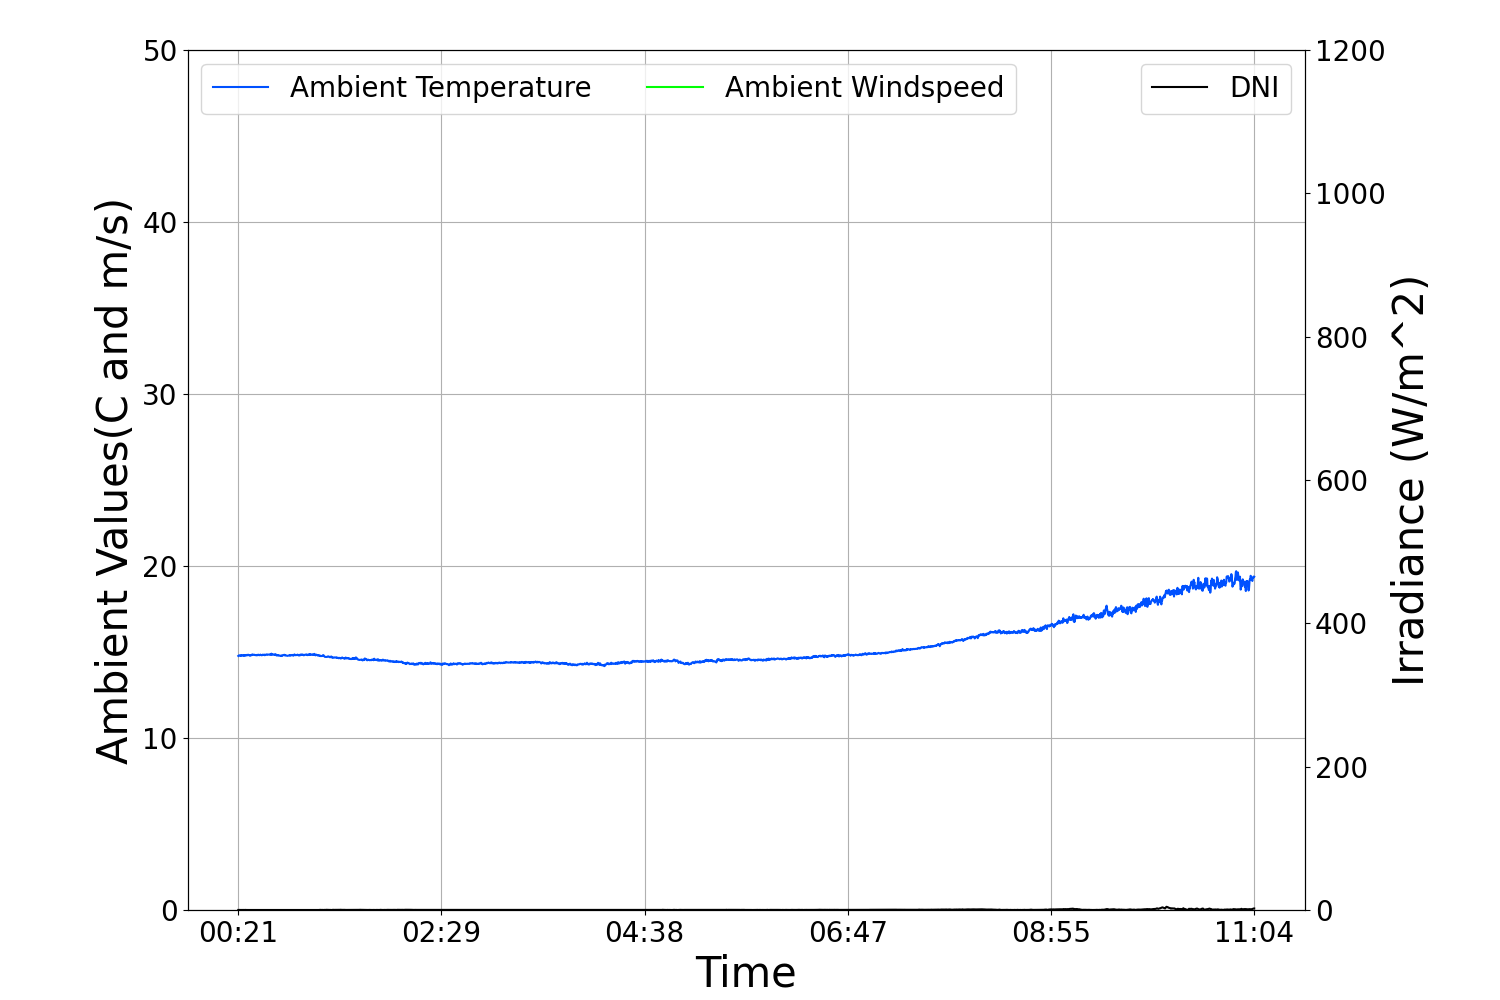 Ambient Temperature
Ambient Windspeed
DNI
50
40
30
20
10
0
Ambient Values(C and m/s)
1200
1000
800
600
400
200
0
Irradiance (W/m^2)
00:21 02:29 04:38 06:47 08:55 11:04
Time